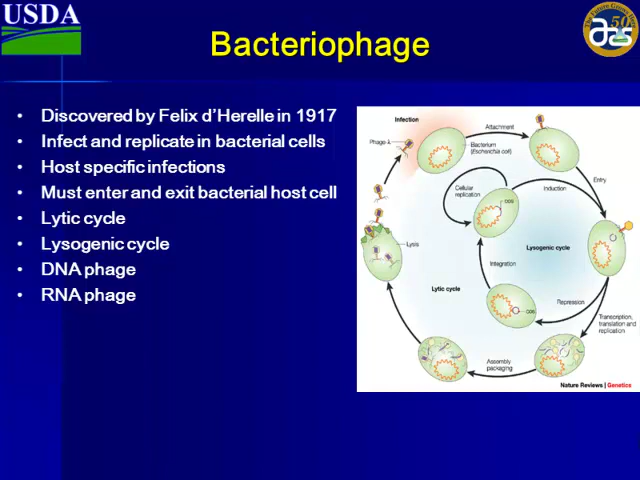 USDA
Bacteriophage
50
ars
• Discovered by Felix d'Herelle in 1917
• Infect and replicate in bacterial cells
• Host specific infections
• Must enter and exit bacterial host cell
• Lytic cycle
• Lysogenic cycle
• DNA phage
• RNA phage
Infection
Attachment
Phage λ
Bacterium
(Escherichia coli)
Entry
Cellular
replication
Induction
Lysis
Lysogenic cycle
Integration
Lytic cycle
Repression
Transcription,
translation and
replication
Assembly
packaging
Nature Reviews | Genetics